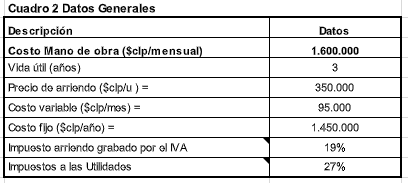 Cuadro 2 Datos Generales
Descripción Datos
Costo Mano de obra ($clp/mensual) 1.600.000
Vida útil (años) 3
Precio de arriendo ($clp/u ) = 350.000
Costo variable ($clp/mes) = 95.000
Costo fijo ($clp/año) = 1.450.000
Impuesto arriendo grabado por el IVA 19%
Impuestos a las Utilidades 27%